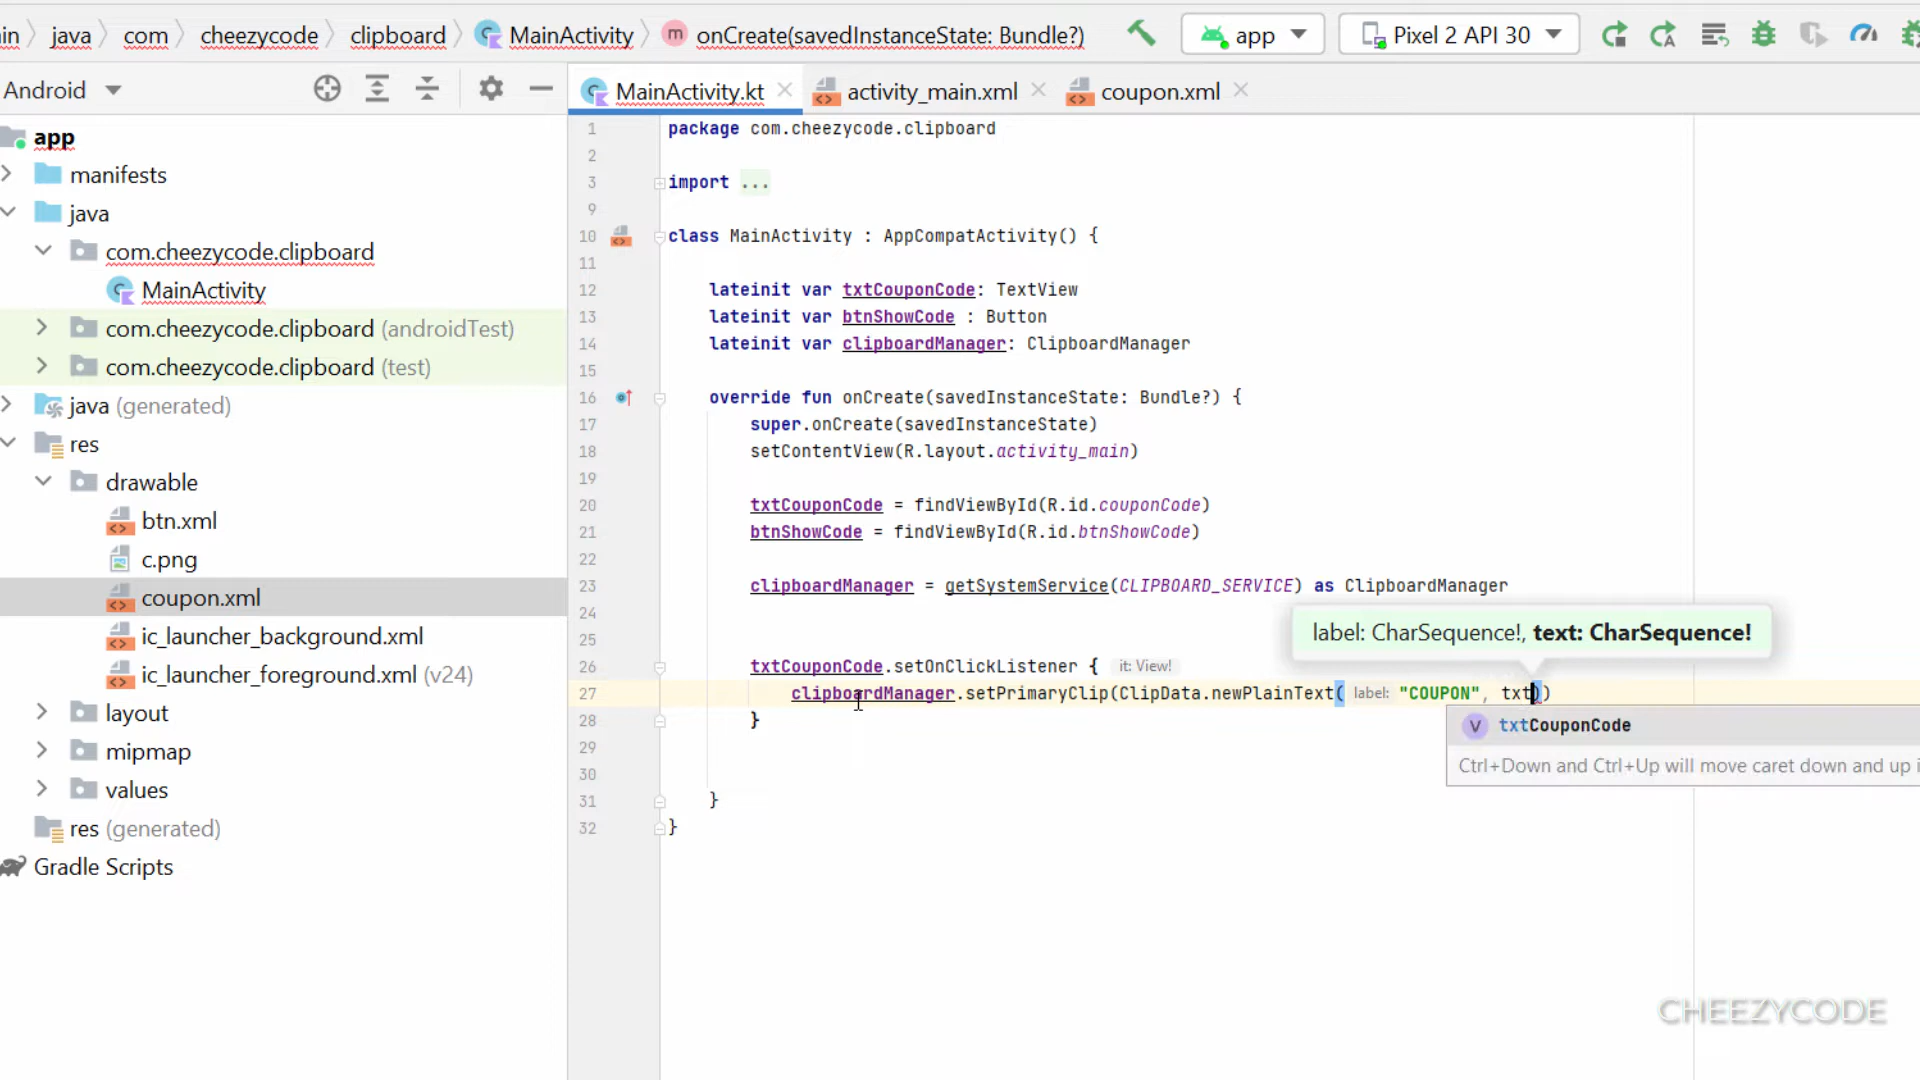 in java com cheezycode clipboard MainActivity m onCreate(savedInstanceState: Bundle?) app Pixel 2 API 30
Android
MainActivity.kt activity_main.xml coupon.xml
app
manifests
java
com.cheezycode.clipboard
MainActivity
com.cheezycode.clipboard (androidTest)
com.cheezycode.clipboard (test)
java (generated)
res
drawable
btn.xml
c.png
coupon.xml
ic_launcher_background.xml
ic_launcher_foreground.xml (v24)
layout
mipmap
values
res (generated)
Gradle Scripts
1 package com.cheezycode.clipboard
2
3 import ...
9
10 class MainActivity : AppCompatActivity() {
11
12 lateinit var txtCouponCode: TextView
13 lateinit var btnShowCode : Button
14 lateinit var clipboardManager: ClipboardManager
15
16 override fun onCreate(savedInstanceState: Bundle?) {
17 super.onCreate(savedInstanceState)
18 setContentView(R.layout.activity_main)
19
20 txtCouponCode = findViewById(R.id.couponCode)
21 btnShowCode = findViewById(R.id.btnShowCode)
22
23 clipboardManager = getSystemService(CLIPBOARD_SERVICE) as ClipboardManager
24
label: CharSequence!, text: CharSequence!
25
26 txtCouponCode.setOnClickListener { it: View!
27 clipboardManager.setPrimaryClip(ClipData.newPlainText( label: "COUPON", txt))
28 }
V txtCouponCode
29
Ctrl+Down and Ctrl+Up will move caret down and up i
30
31 }
32 }
CHEEZYCODE